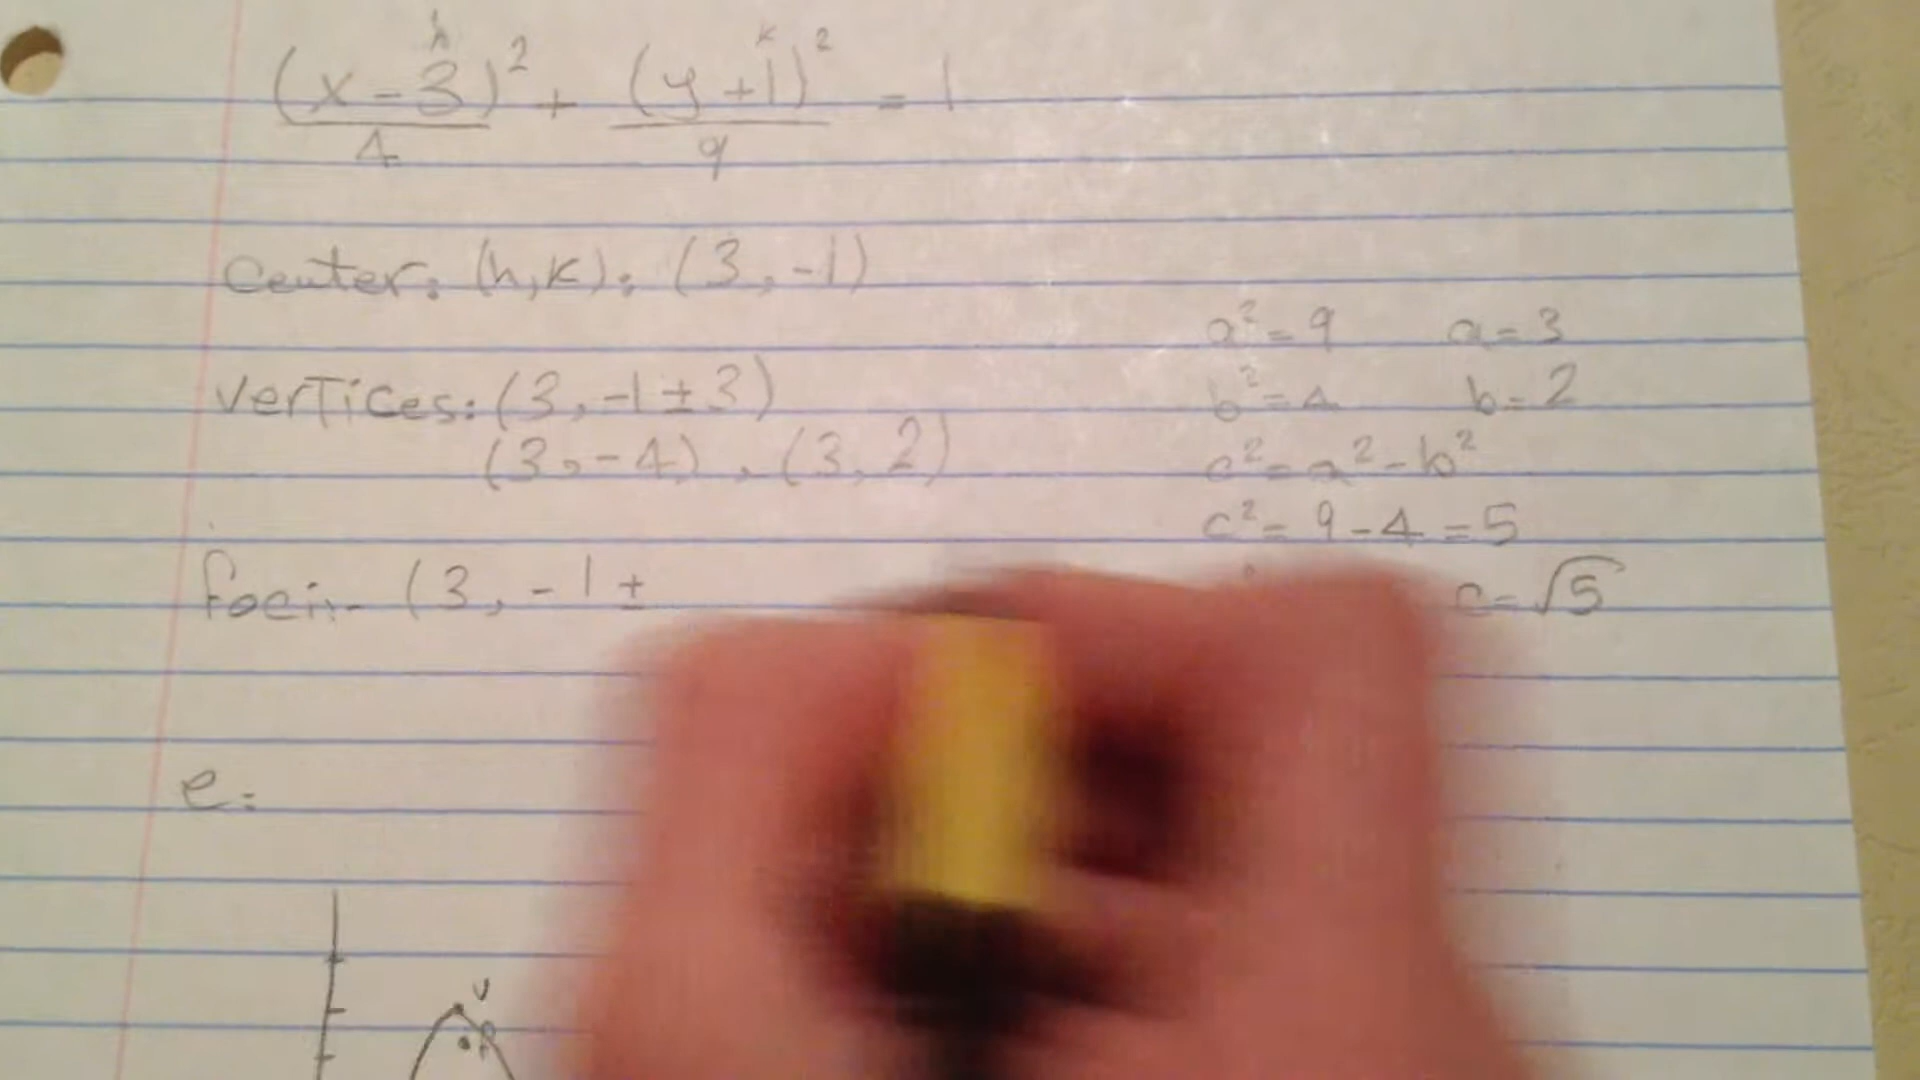 h k
(x-3)² + (y+1)² = 1
4 9
center: (h,k): (3,-1)
a²=9 a=3
vertices: (3,-1±3)
b²=4 b=2
(3,-4), (3,2)
c²=a²-b²
c²=9-4=5
foci:- (3,-1±
c=√5
e:
V